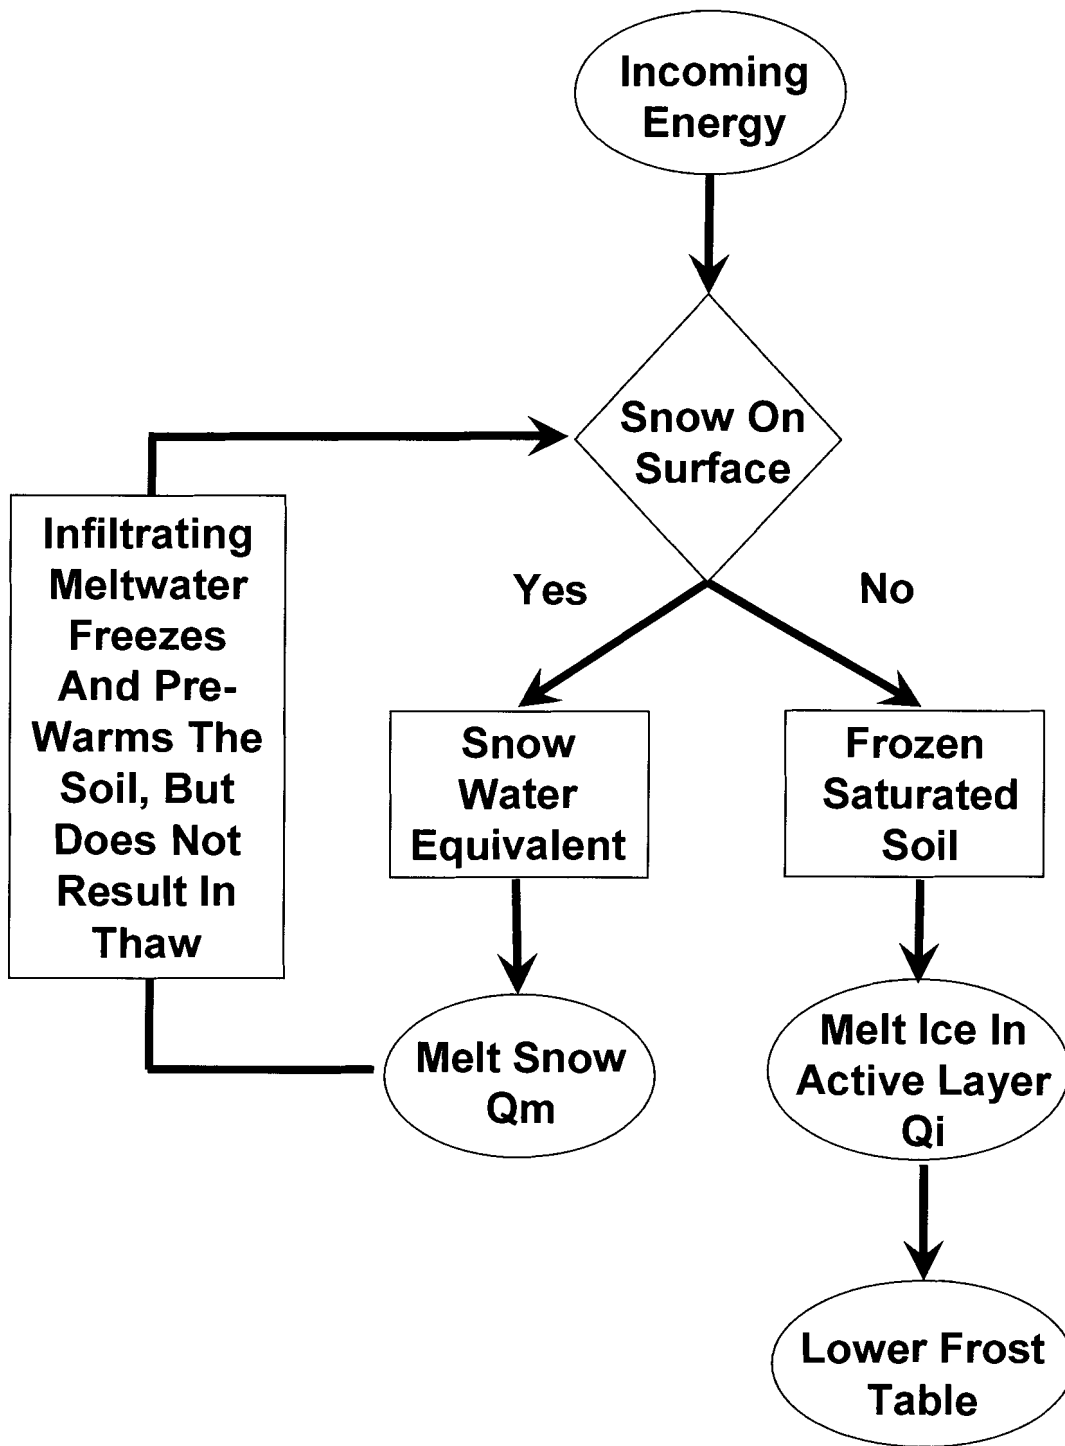 Incoming
Energy
Snow On
Surface
Yes
No
Infiltrating
Meltwater
Freezes
And Pre-
Warms The
Soil, But
Does Not
Result In
Thaw
Snow
Water
Equivalent
Frozen
Saturated
Soil
Melt Snow
Qm
Melt Ice In
Active Layer
Qi
Lower Frost
Table